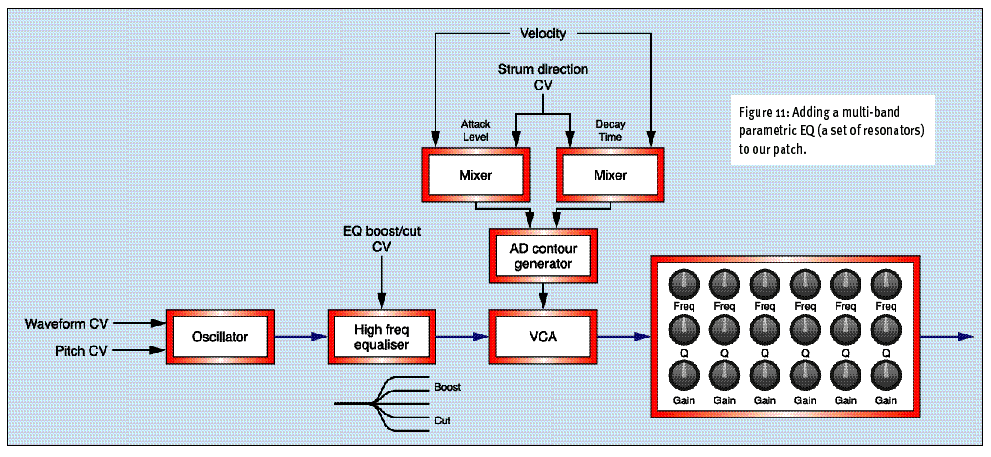 Velocity
Strum direction
CV
Figure 11: Adding a multi-band
parametric EQ (a set of resonators)
to our patch.
Attack
Level
Decay
Time
Mixer
Mixer
EQ boost/cut
CV
AD contour
generator
Waveform CV
Pitch CV
Oscillator
High freq
equaliser
VCA
Freq Freq Freq Freq Freq Freq
Q Q Q Q Q Q
Gain Gain Gain Gain Gain Gain
Boost
Cut